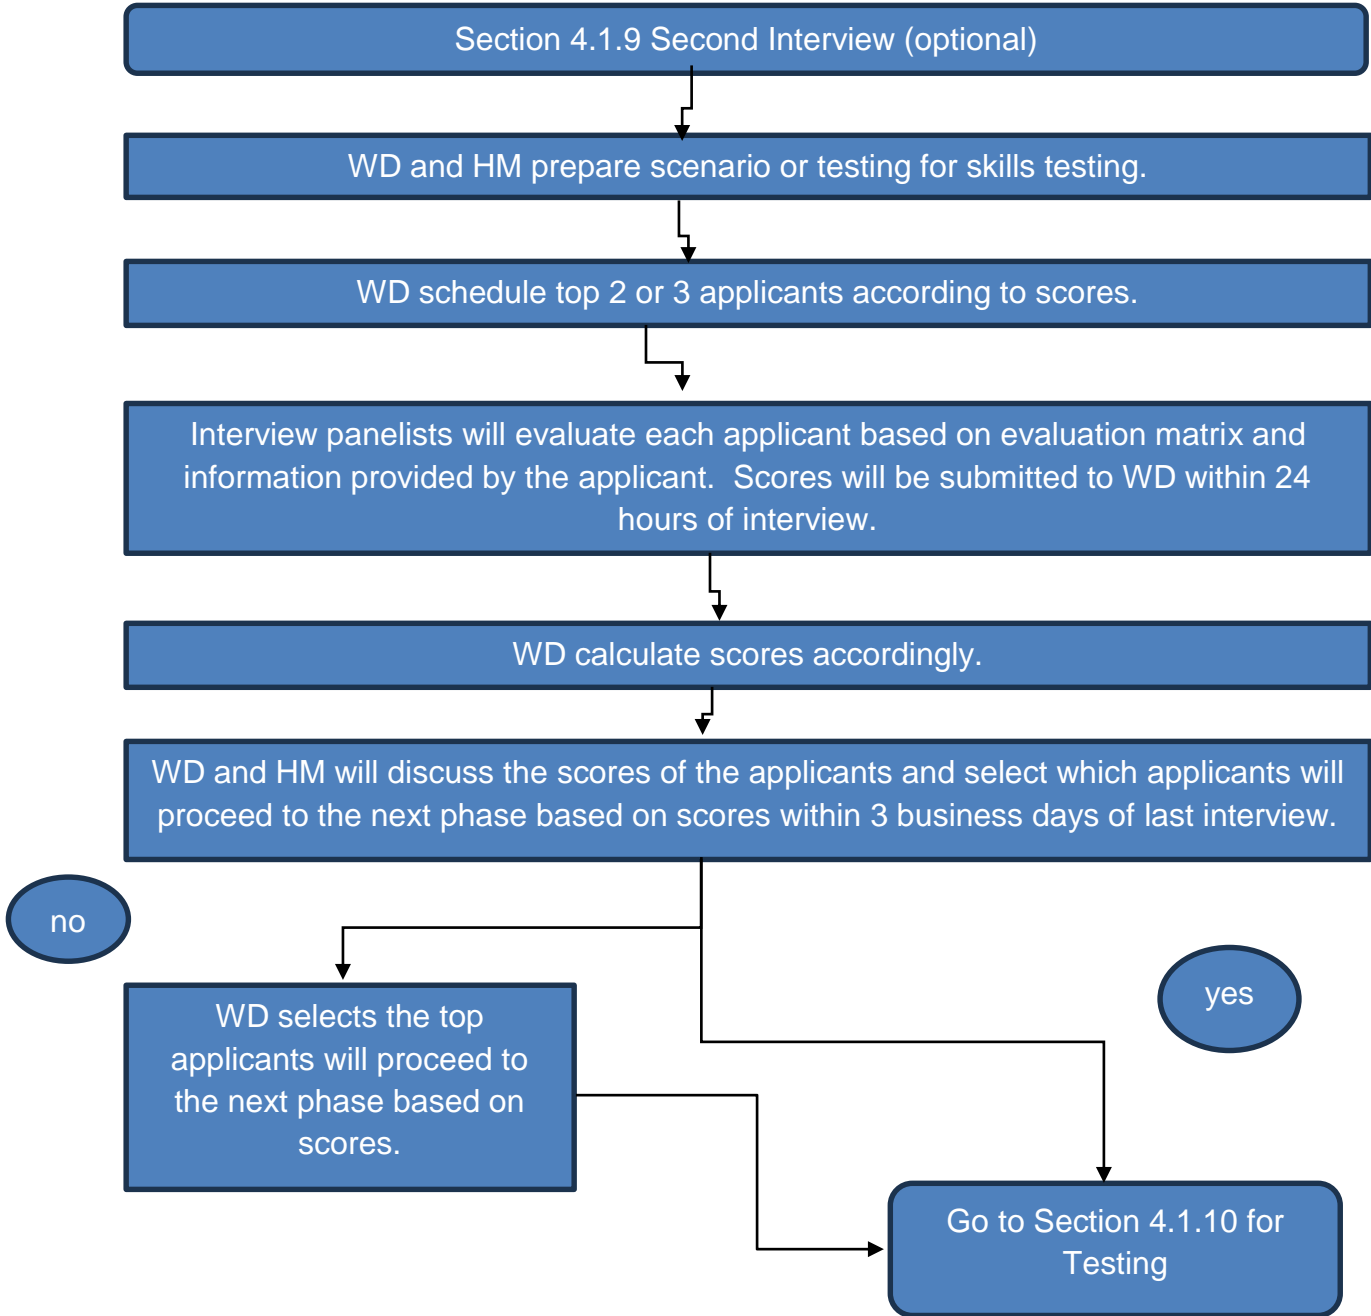 Section 4.1.9 Second Interview (optional)
WD and HM prepare scenario or testing for skills testing.
WD schedule top 2 or 3 applicants according to scores.
Interview panelists will evaluate each applicant based on evaluation matrix and
information provided by the applicant.  Scores will be submitted to WD within 24
hours of interview.
WD calculate scores accordingly.
WD and HM will discuss the scores of the applicants and select which applicants will
proceed to the next phase based on scores within 3 business days of last interview.
no
yes
WD selects the top
applicants will proceed to
the next phase based on
scores.
Go to Section 4.1.10 for
Testing